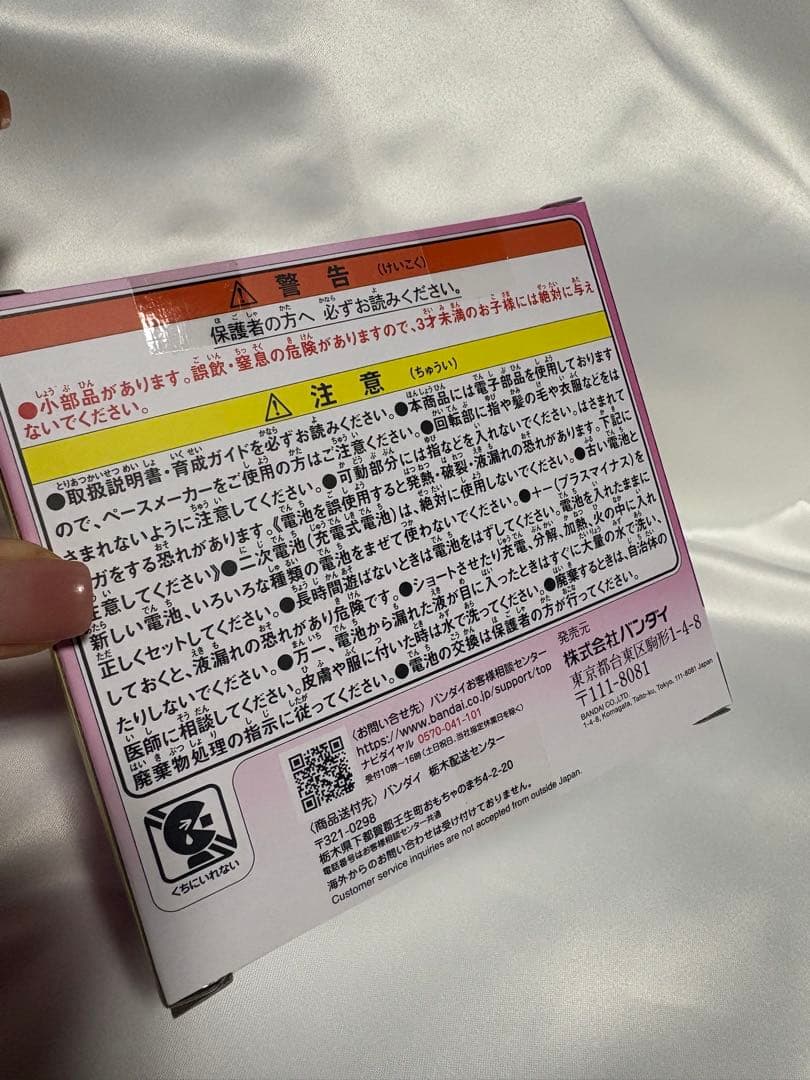 警告 (けいこく)
保護者の方へ 必ずお読みください。
●小部品があります。誤飲・窒息の危険がありますので、3才未満のお子様には絶対に与え
ないでください。
注意 (ちゅうい)
●取扱説明書・育成ガイドを必ずお読みください。●本商品には電子部品を使用しております
ので、ペースメーカーをご使用の方はご注意ください。●回転部に指や髪の毛や衣服などをは
さまれないように注意してください。●可動部分には指などを入れないでください。はさまれて
ガをする恐れがあります。《電池を誤使用すると発熱・破裂・液漏れの恐れがあります。下記に
注意してください》●二次電池(充電式電池)は、絶対に使用しないでください。●古い電池と
新しい電池、いろいろな種類の電池をまぜて使わないでください。●+−(プラスマイナス)を
正しくセットしてください。●長時間遊ばないときは電池をはずしてください。電池を入れたままに
しておくと、液漏れの恐れがあり危険です。●ショートさせたり充電、分解、加熱、火の中に入れ
たりしないでください。●万一、電池から漏れた液が目に入ったときはすぐに大量の水で洗い、
医師に相談してください。皮膚や服に付いた時は水で洗ってください。●廃棄するときは、自治体の
廃棄物処理の指示に従ってください。●電池の交換は保護者の方が行ってください。
くちにいれない
〈お問い合せ先〉バンダイお客様相談センター
https://www.bandai.co.jp/support/top
ナビダイヤル 0570-041-101
受付10時〜16時(土日祝日、当社指定休業日を除く)
〈商品送付先〉バンダイ 栃木配送センター
〒321-0298
栃木県下都賀郡壬生町おもちゃのまち4-2-20
電話番号はお客様相談センター共通
海外からのお問い合わせは受け付けておりません。
Customer service inquiries are not accepted from outside Japan.
発売元
株式会社バンダイ
東京都台東区駒形1-4-8
〒111-8081
BANDAI CO.,LTD.
1-4-8, Komagata, Taito-ku, Tokyo, 111-8081 Japan